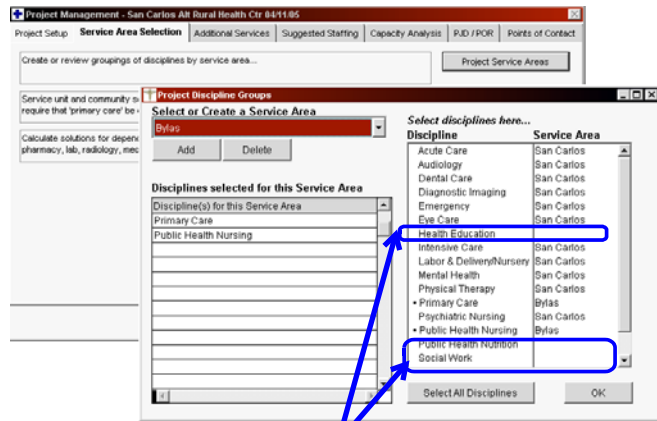 Project Management - San Carlos Alt Rural Health Ctr 04/11/05
Project Setup Service Area Selection Additional Services Suggested Staffing Capacity Analysis PJD / POR Points of Contact
Create or review groupings of disciplines by service area...
Project Service Areas
Service unit and community s
require that 'primary care' be
Calculate solutions for depen
pharmacy, lab, radiology, med
Project Discipline Groups
Select or Create a Service Area
Bylas
Add Delete
Disciplines selected for this Service Area
Discipline(s) for this Service Area
Primary Care
Public Health Nursing
Select disciplines here...
Discipline Service Area
Acute Care San Carlos
Audiology San Carlos
Dental Care San Carlos
Diagnostic Imaging San Carlos
Emergency San Carlos
Eye Care San Carlos
Health Education
Intensive Care San Carlos
Labor & Delivery/Nursery San Carlos
Mental Health San Carlos
Physical Therapy San Carlos
• Primary Care Bylas
Psychiatric Nursing San Carlos
• Public Health Nursing Bylas
Public Health Nutrition
Social Work
Select All Disciplines OK